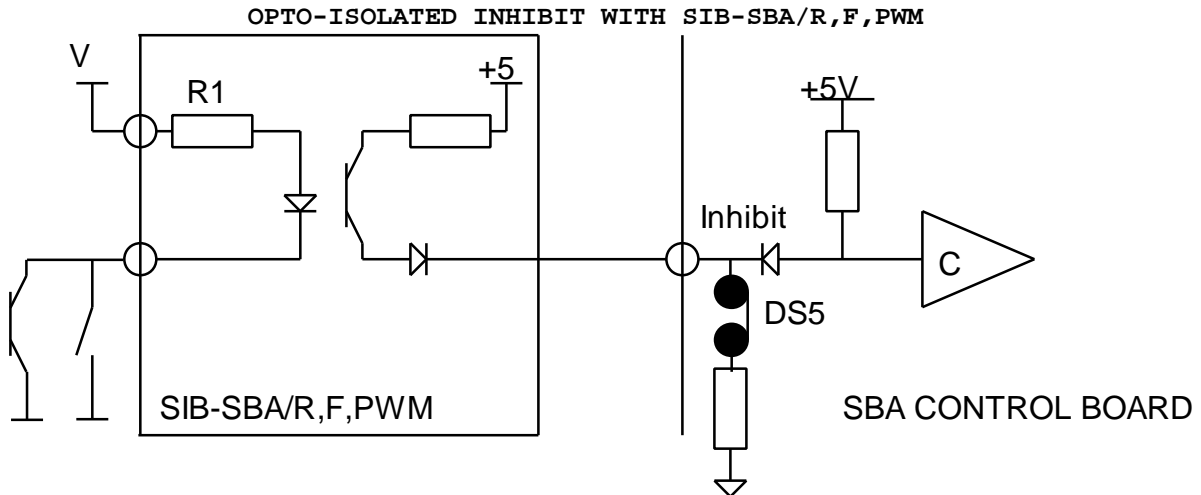 OPTO-ISOLATED INHIBIT WITH SIB-SBA/R,F,PWM
V
R1
+5
+5V
Inhibit
C
DS5
SIB-SBA/R,F,PWM
SBA CONTROL BOARD